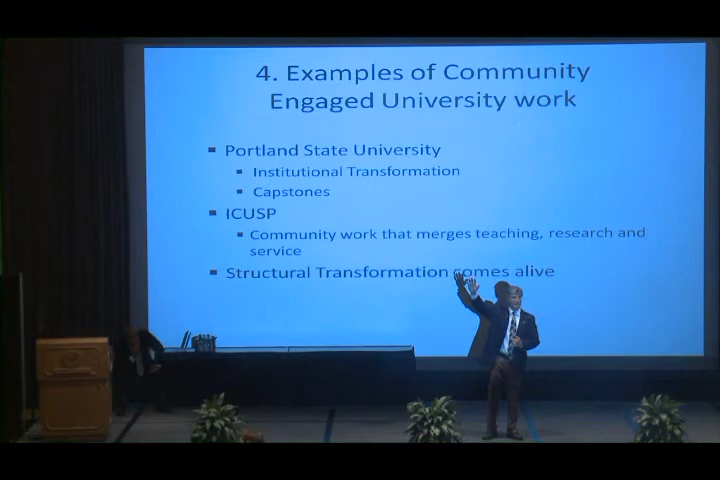 4. Examples of Community
Engaged University work
Portland State University
Institutional Transformation
Capstones
ICUSP
Community work that merges teaching, research and
service
Structural Transformation comes alive